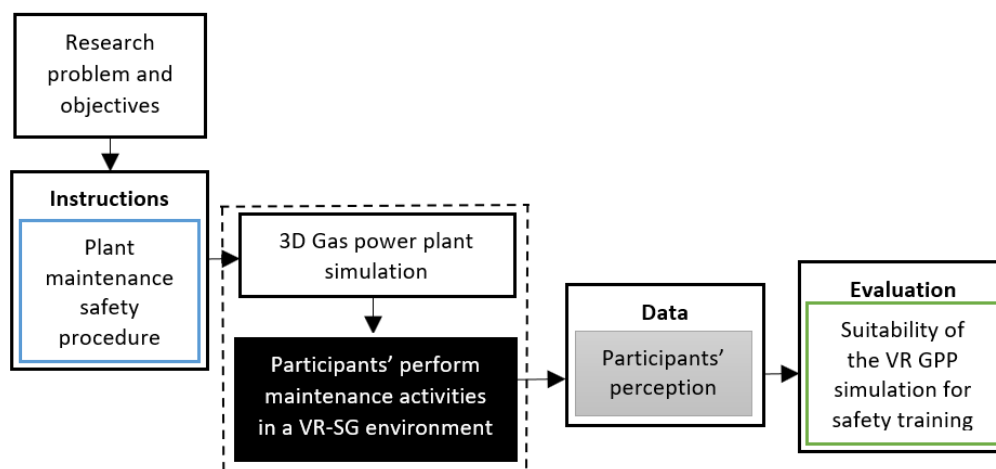 Research
problem and
objectives
Instructions
Plant
maintenance
safety
procedure
3D Gas power plant
simulation
Participants’ perform
maintenance activities
in a VR-SG environment
Data
Participants’
perception
Evaluation
Suitability of
the VR GPP
simulation for
safety training